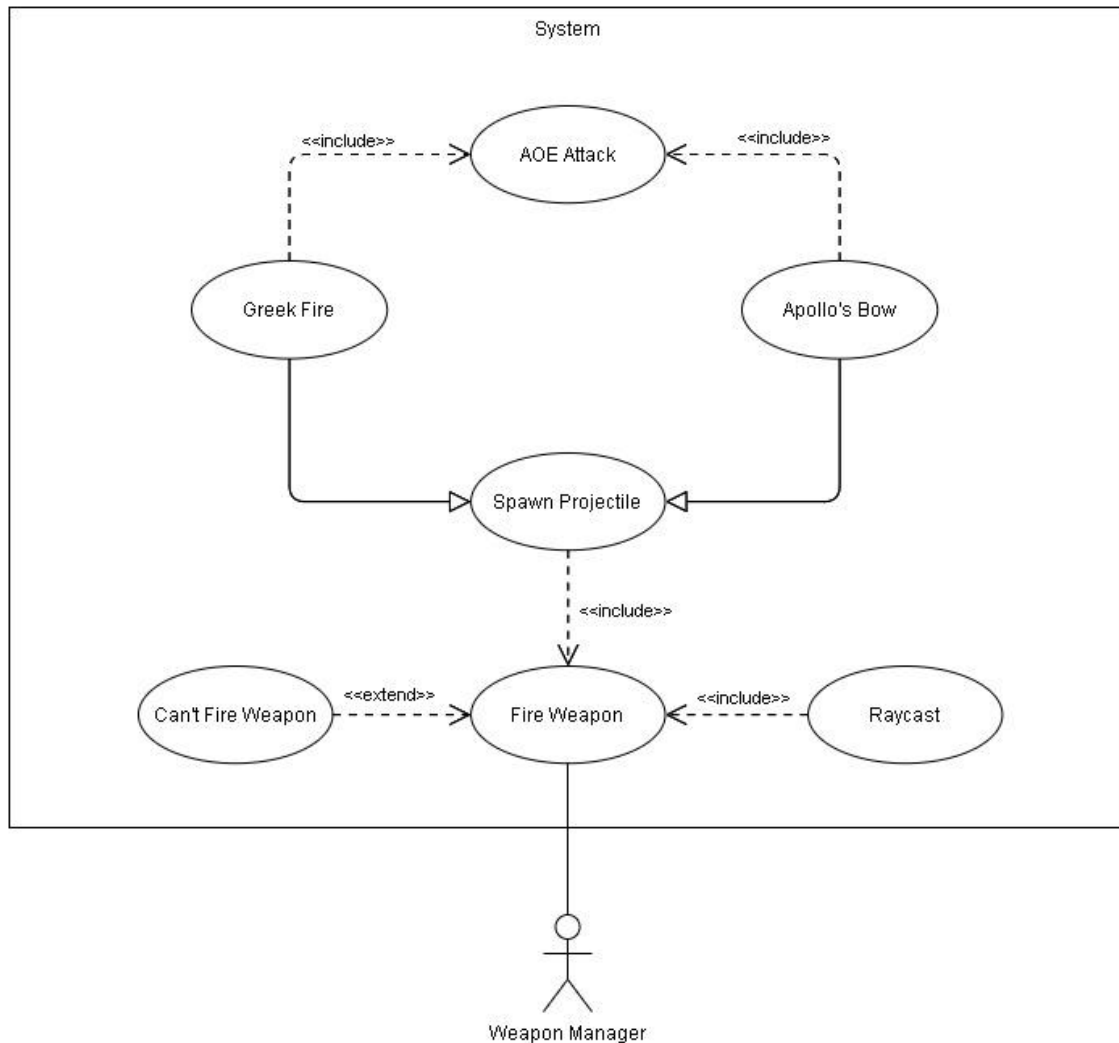 System
<<include>>
AOE Attack
<<include>>
Greek Fire
Apollo's Bow
Spawn Projectile
<<include>>
Can't Fire Weapon
<<extend>>
Fire Weapon
<<include>>
Raycast
Weapon Manager